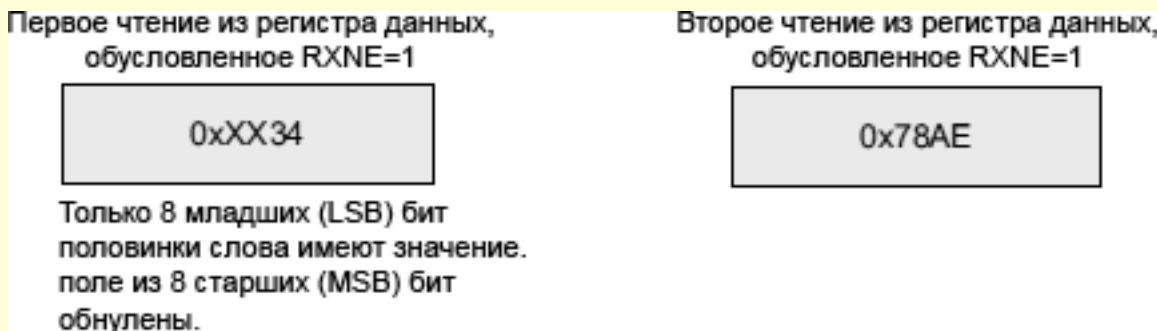 Первое чтение из регистра данных,
обусловленное RXNE=1
0xXX34
Только 8 младших (LSB) бит
половинки слова имеют значение.
поле из 8 старших (MSB) бит
обнулены.
Второе чтение из регистра данных,
обусловленное RXNE=1
0x78AE